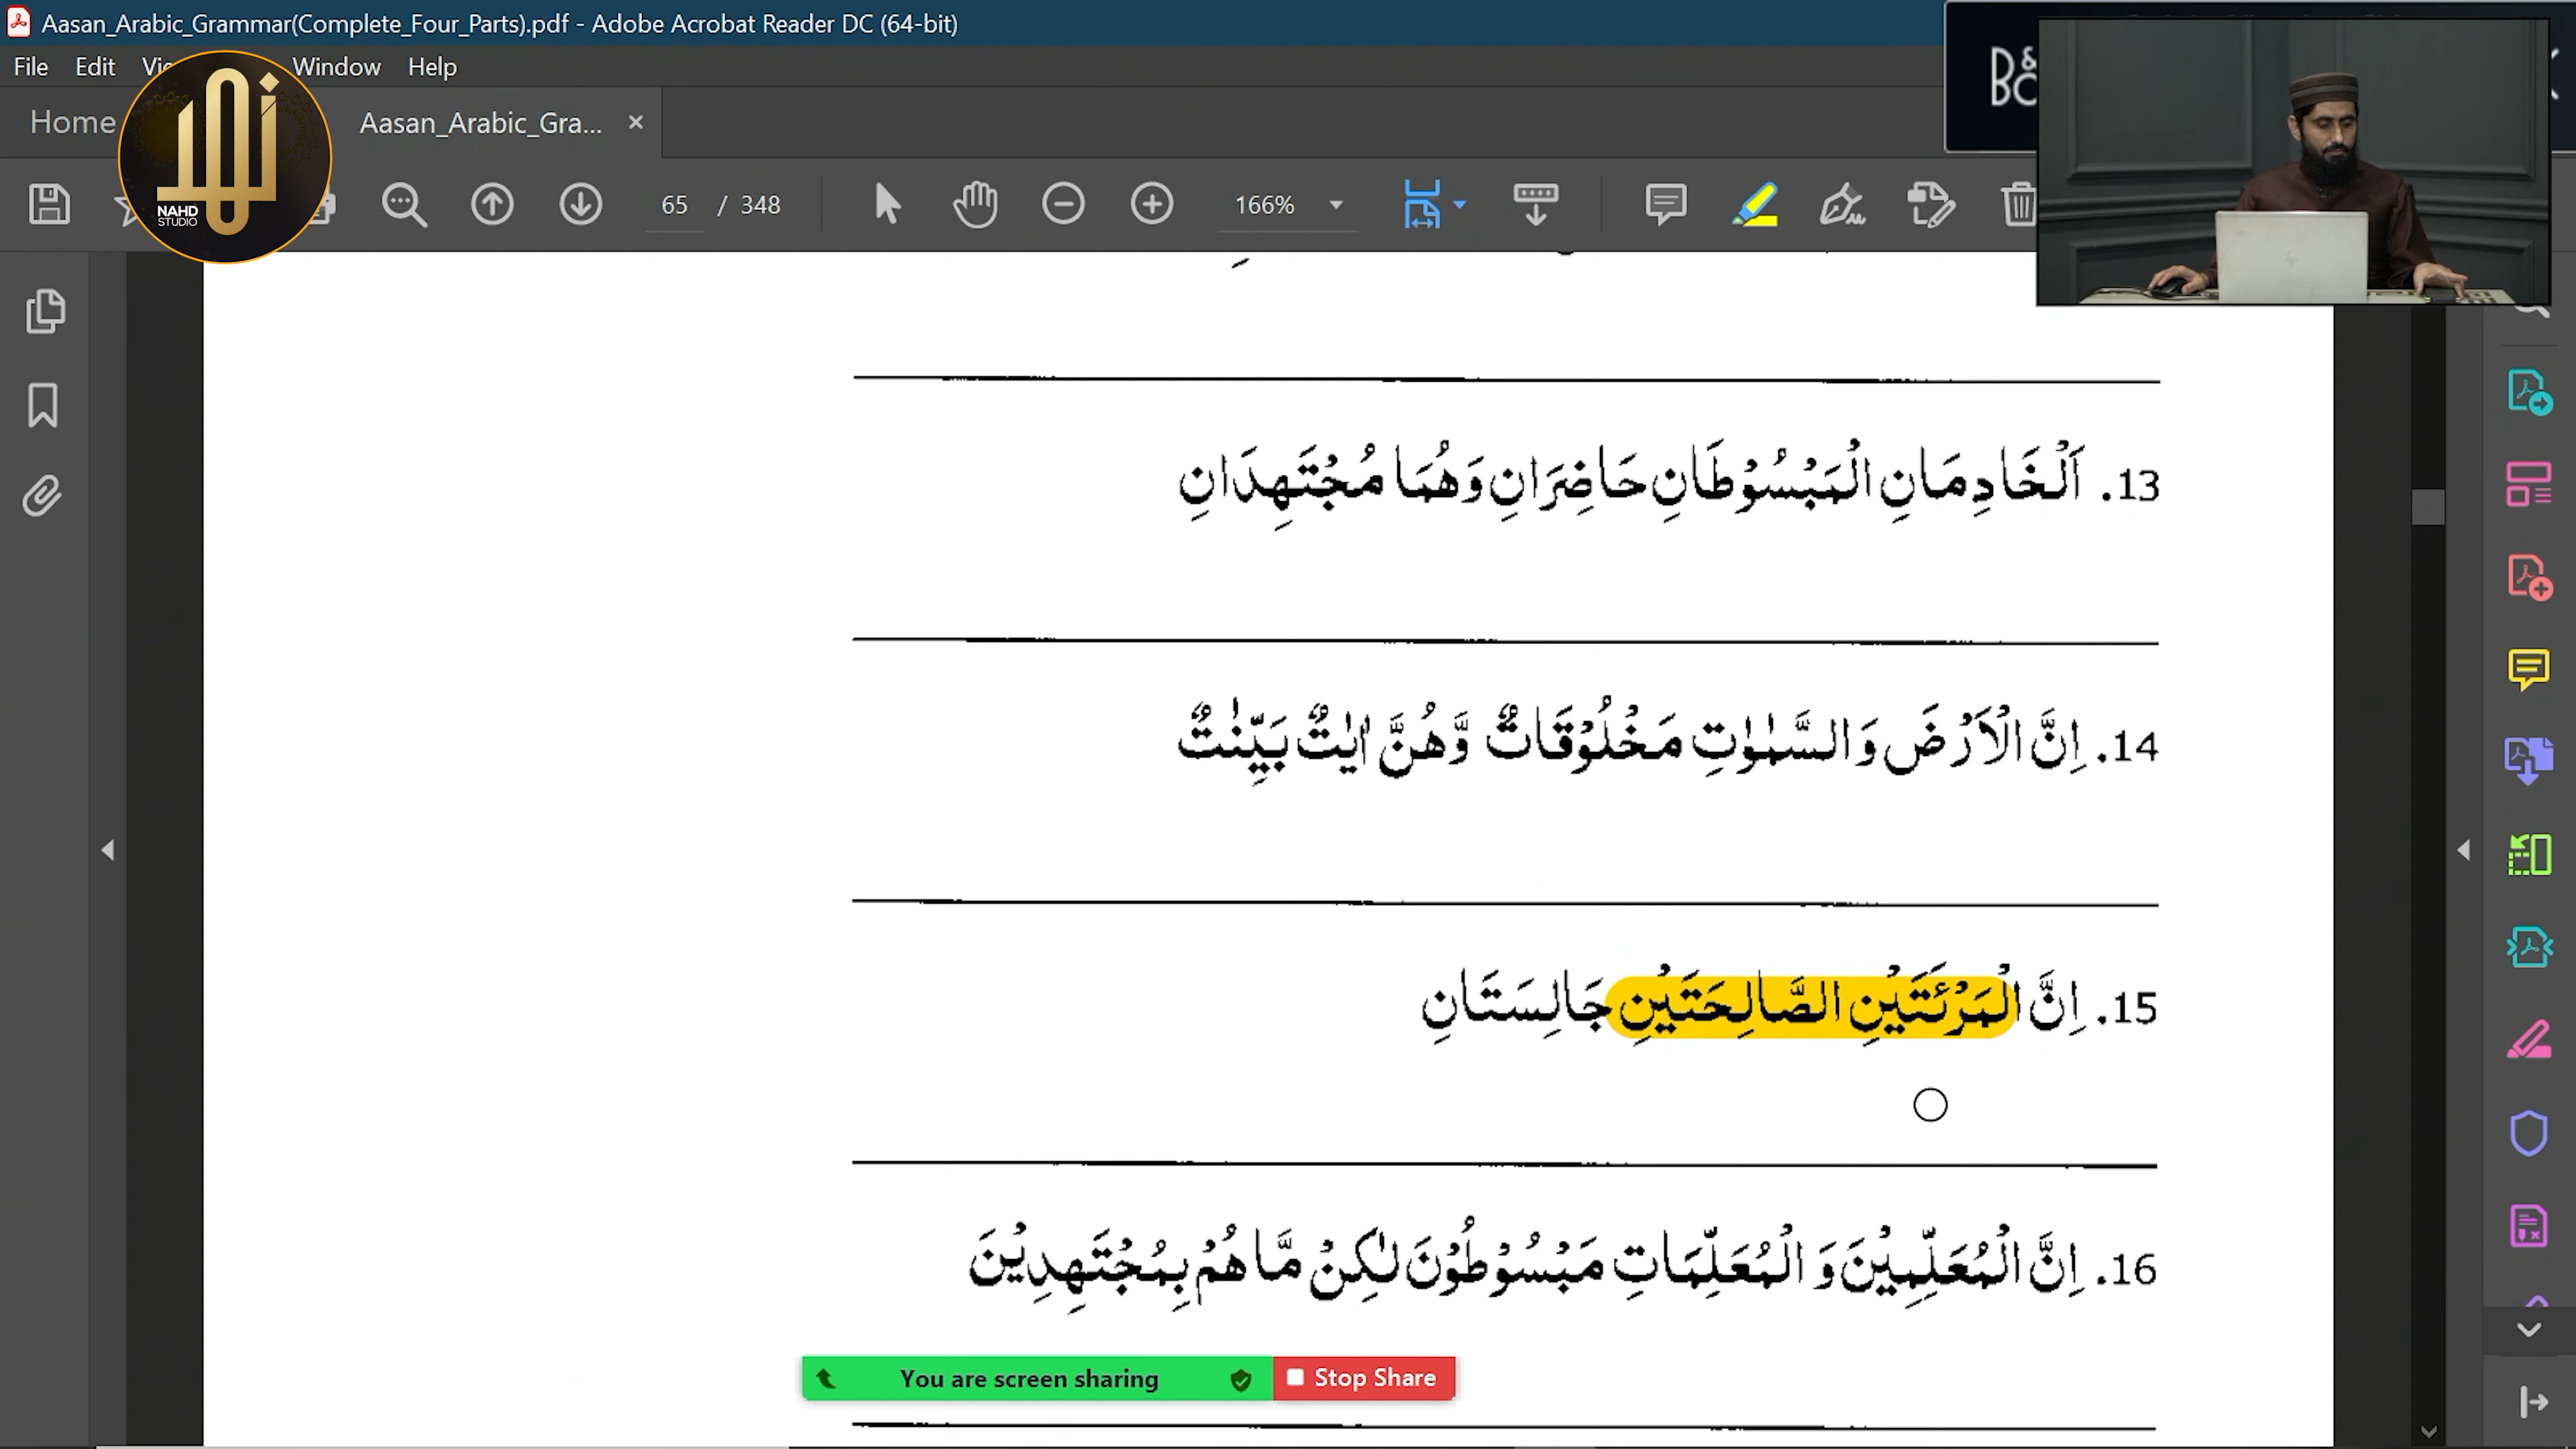 Aasan_Arabic_Grammar(Complete_Four_Parts).pdf - Adobe Acrobat Reader DC (64-bit)
File Edit Window Help
Home Aasan_Arabic_Gra...
65 / 348 166%
NAHD
STUDIO
13. اَلْخَادِمَانِ الْمَبْسُوْطَانِ حَاضِرَانِ وَهُمَا مُجْتَهِدَانِ
14. اِنَّ الْاَرْضَ وَالسَّمٰوٰتِ مَخْلُوْقَاتٌ وَّهُنَّ اٰيٰتٌ بَيِّنٰتٌ
15. اِنَّ الْمَرْئَتَيْنِ الصَّالِحَتَيْنِ جَالِسَتَانِ
16. اِنَّ الْمُعَلِّمِيْنَ وَ الْمُعَلِّمَاتِ مَبْسُوْطُوْنَ لٰكِنْ مَّا هُمْ بِمُجْتَهِدِيْنَ
You are screen sharing Stop Share